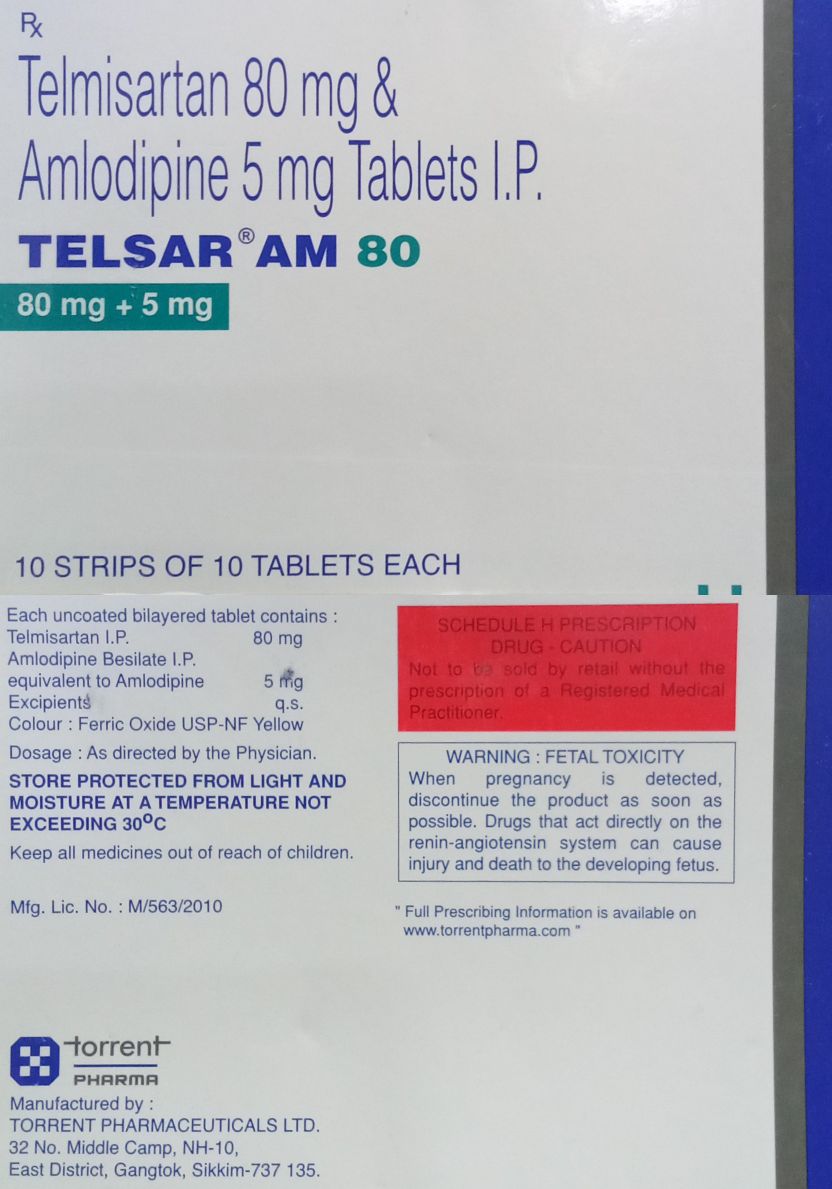 Rx
Telmisartan 80 mg &
Amlodipine 5 mg Tablets I.P.
TELSAR® AM 80
80 mg + 5 mg
10 STRIPS OF 10 TABLETS EACH
Each uncoated bilayered tablet contains :
Telmisartan I.P. 80 mg
Amlodipine Besilate I.P.
equivalent to Amlodipine 5 mg
Excipients q.s.
Colour : Ferric Oxide USP-NF Yellow
Dosage : As directed by the Physician.
STORE PROTECTED FROM LIGHT AND
MOISTURE AT A TEMPERATURE NOT
EXCEEDING 30°C
Keep all medicines out of reach of children.
Mfg. Lic. No. : M/563/2010
SCHEDULE H PRESCRIPTION
DRUG - CAUTION
Not to be sold by retail without the
prescription of a Registered Medical
Practitioner.
WARNING : FETAL TOXICITY
When pregnancy is detected,
discontinue the product as soon as
possible. Drugs that act directly on the
renin-angiotensin system can cause
injury and death to the developing fetus.
" Full Prescribing Information is available on
www.torrentpharma.com "
torrent
PHARMA
Manufactured by :
TORRENT PHARMACEUTICALS LTD.
32 No. Middle Camp, NH-10,
East District, Gangtok, Sikkim-737 135.